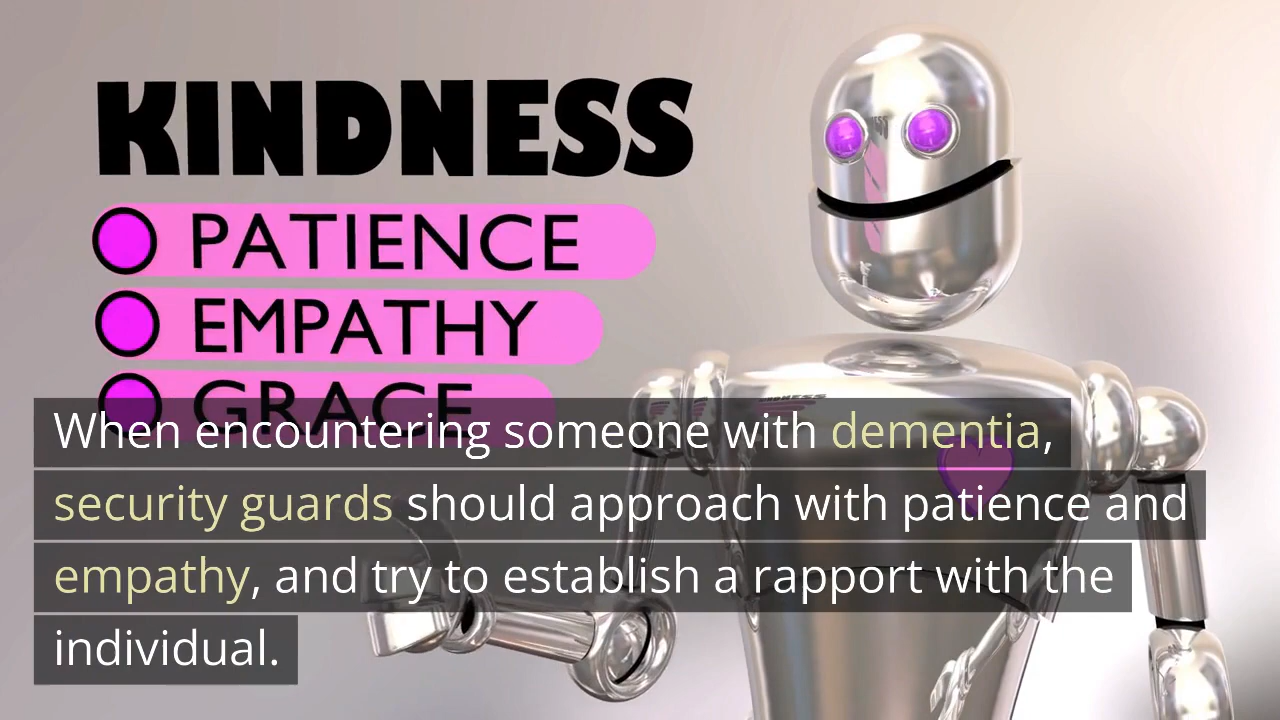 KINDNESS
PATIENCE
EMPATHY
GRACE
When encountering someone with dementia,
security guards should approach with patience and
empathy, and try to establish a rapport with the
individual.